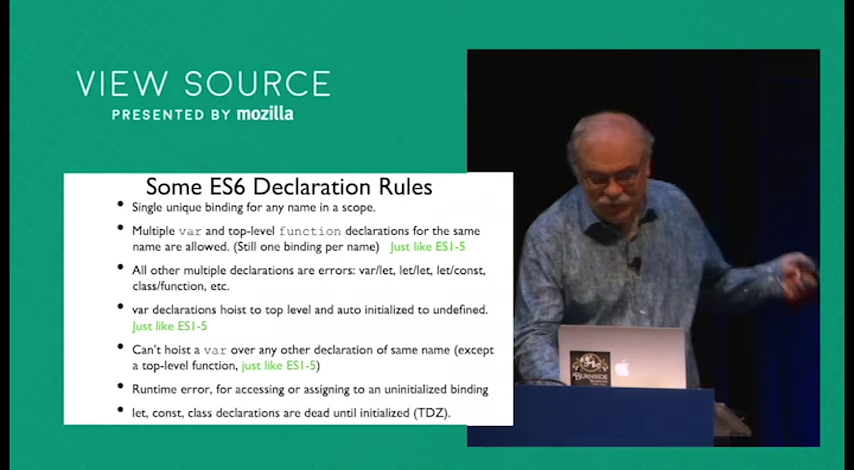 VIEW SOURCE
PRESENTED BY mozilla
Some ES6 Declaration Rules
• Single unique binding for any name in a scope.
• Multiple var and top-level function declarations for the same
name are allowed. (Still one binding per name) Just like ES1-5
• All other multiple declarations are errors: var/let, let/let, let/const,
class/function, etc.
• var declarations hoist to top level and auto initialized to undefined.
Just like ES1-5
• Can't hoist a var over any other declaration of same name (except
a top-level function, just like ES1-5)
• Runtime error, for accessing or assigning to an uninitialized binding
• let, const, class declarations are dead until initialized (TDZ).
BURNSIDE